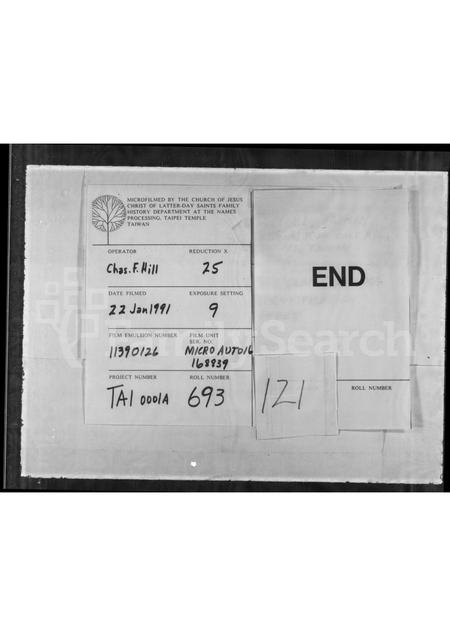 MICROFILMED BY THE CHURCH OF JESUS
CHRIST OF LATTER-DAY SAINTS FAMILY
HISTORY DEPARTMENT AT THE NAMES
PROCESSING, TAIPEI TEMPLE
TAIWAN
OPERATOR REDUCTION X
Chas. F. Hill 25
DATE FILMED EXPOSURE SETTING
22 Jan 1991 9
FILM EMULSION NUMBER FILM UNIT
SER. NO.
11390126 MICRO AUTO16
168839
PROJECT NUMBER ROLL NUMBER
TAI 0001A 693
END
121
ROLL NUMBER
FamilySearch